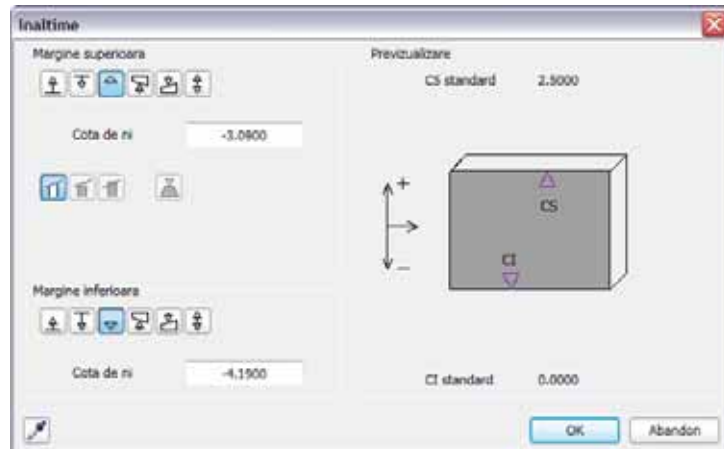 Inaltime
Margine superioara
Cota de ni
-3.0900
Margine inferioara
Cota de ni
-4.1900
Previzualizare
CS standard 2.5000
+
CS
CI
–
CI standard 0.0000
OK
Abandon